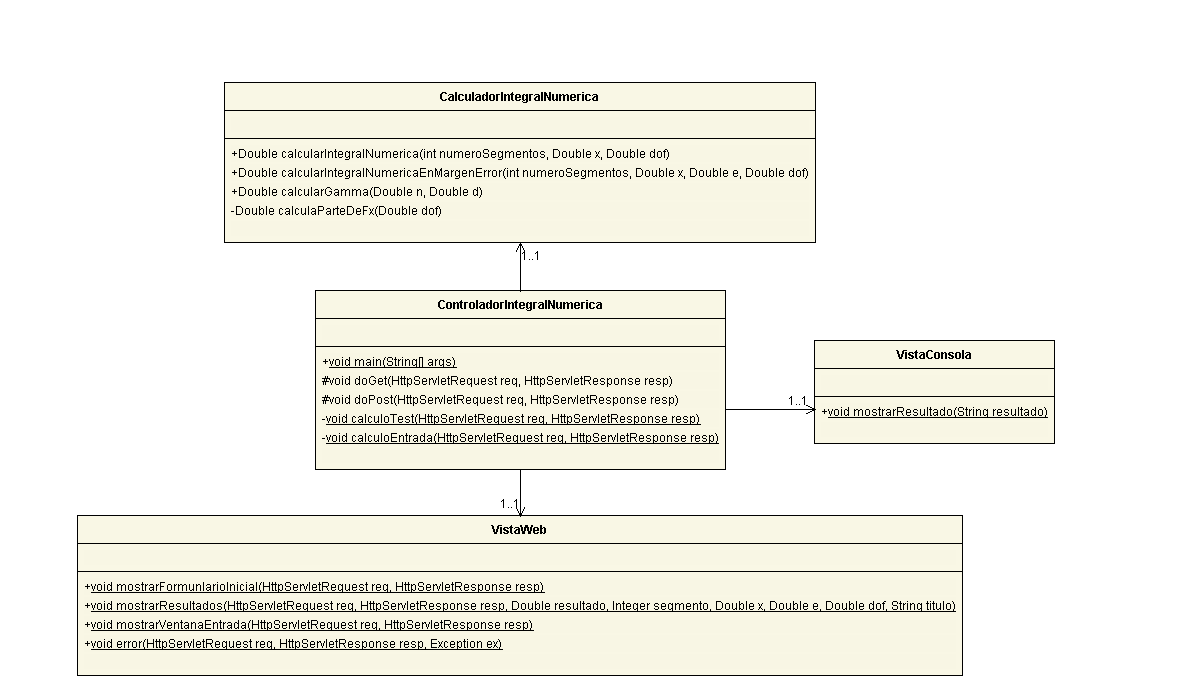 CalculadorIntegralNumerica
+Double calcularIntegralNumerica(int numeroSegmentos, Double x, Double dof)
+Double calcularIntegralNumericaEnMargenError(int numeroSegmentos, Double x, Double e, Double dof)
+Double calcularGamma(Double n, Double d)
-Double calculaParteDeFx(Double dof)
1..1
ControladorIntegralNumerica
+void main(String[] args)
#void doGet(HttpServletRequest req, HttpServletResponse resp)
#void doPost(HttpServletRequest req, HttpServletResponse resp)
-void calculoTest(HttpServletRequest req, HttpServletResponse resp)
-void calculoEntrada(HttpServletRequest req, HttpServletResponse resp)
1..1
VistaConsola
+void mostrarResultado(String resultado)
1..1
VistaWeb
+void mostrarFormunlarioInicial(HttpServletRequest req, HttpServletResponse resp)
+void mostrarResultados(HttpServletRequest req, HttpServletResponse resp, Double resultado, Integer segmento, Double x, Double e, Double dof, String titulo)
+void mostrarVentanaEntrada(HttpServletRequest req, HttpServletResponse resp)
+void error(HttpServletRequest req, HttpServletResponse resp, Exception ex)